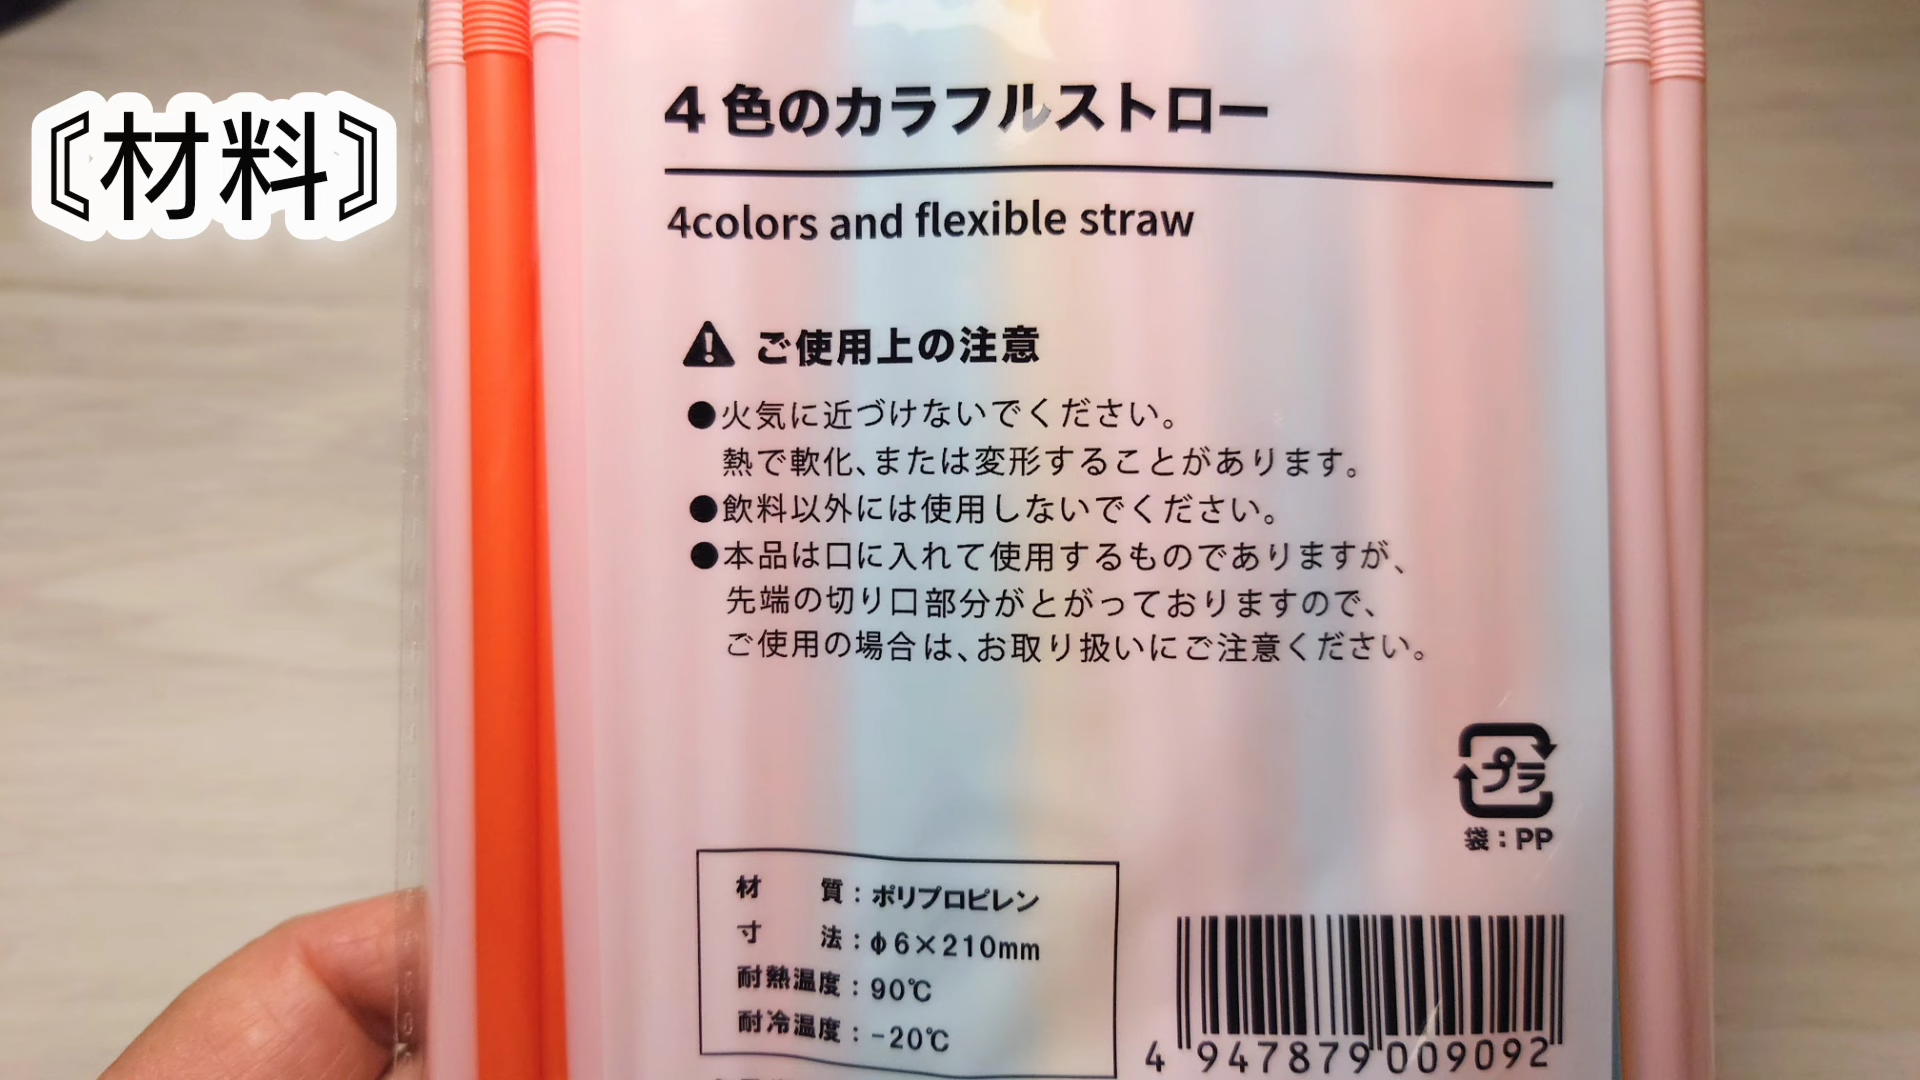 〘材料〙
4色のカラフルストロー
4colors and flexible straw
ご使用上の注意
●火気に近づけないでください。
熱で軟化、または変形することがあります。
●飲料以外には使用しないでください。
●本品は口に入れて使用するものでありますが、
先端の切り口部分がとがっておりますので、
ご使用の場合は、お取り扱いにご注意ください。
プラ
袋：PP
材　質：ポリプロピレン
寸　法：φ6×210mm
耐熱温度：90℃
耐冷温度：-20℃
4 947879 009092